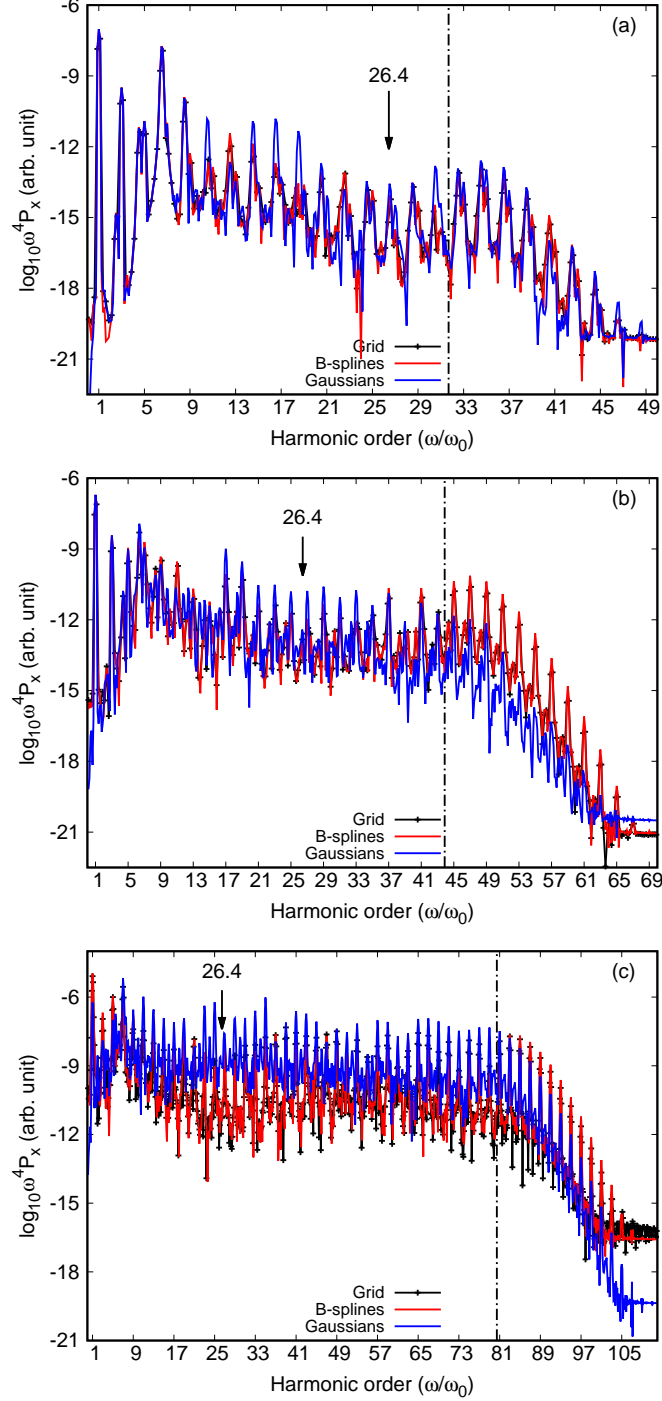 -6
-9
-12
-15
-18
-21
log₁₀ω⁴Pₓ (arb. unit)
(a)
26.4
Grid
B-splines
Gaussians
1 5 9 13 17 21 25 29 33 37 41 45 49
Harmonic order (ω/ω₀)
-6
-9
-12
-15
-18
-21
log₁₀ω⁴Pₓ (arb. unit)
(b)
26.4
Grid
B-splines
Gaussians
1 5 9 13 17 21 25 29 33 37 41 45 49 53 57 61 65 69
Harmonic order (ω/ω₀)
-6
-9
-12
-15
-18
-21
log₁₀ω⁴Pₓ (arb. unit)
(c)
26.4
Grid
B-splines
Gaussians
1 9 17 25 33 41 49 57 65 73 81 89 97 105
Harmonic order (ω/ω₀)